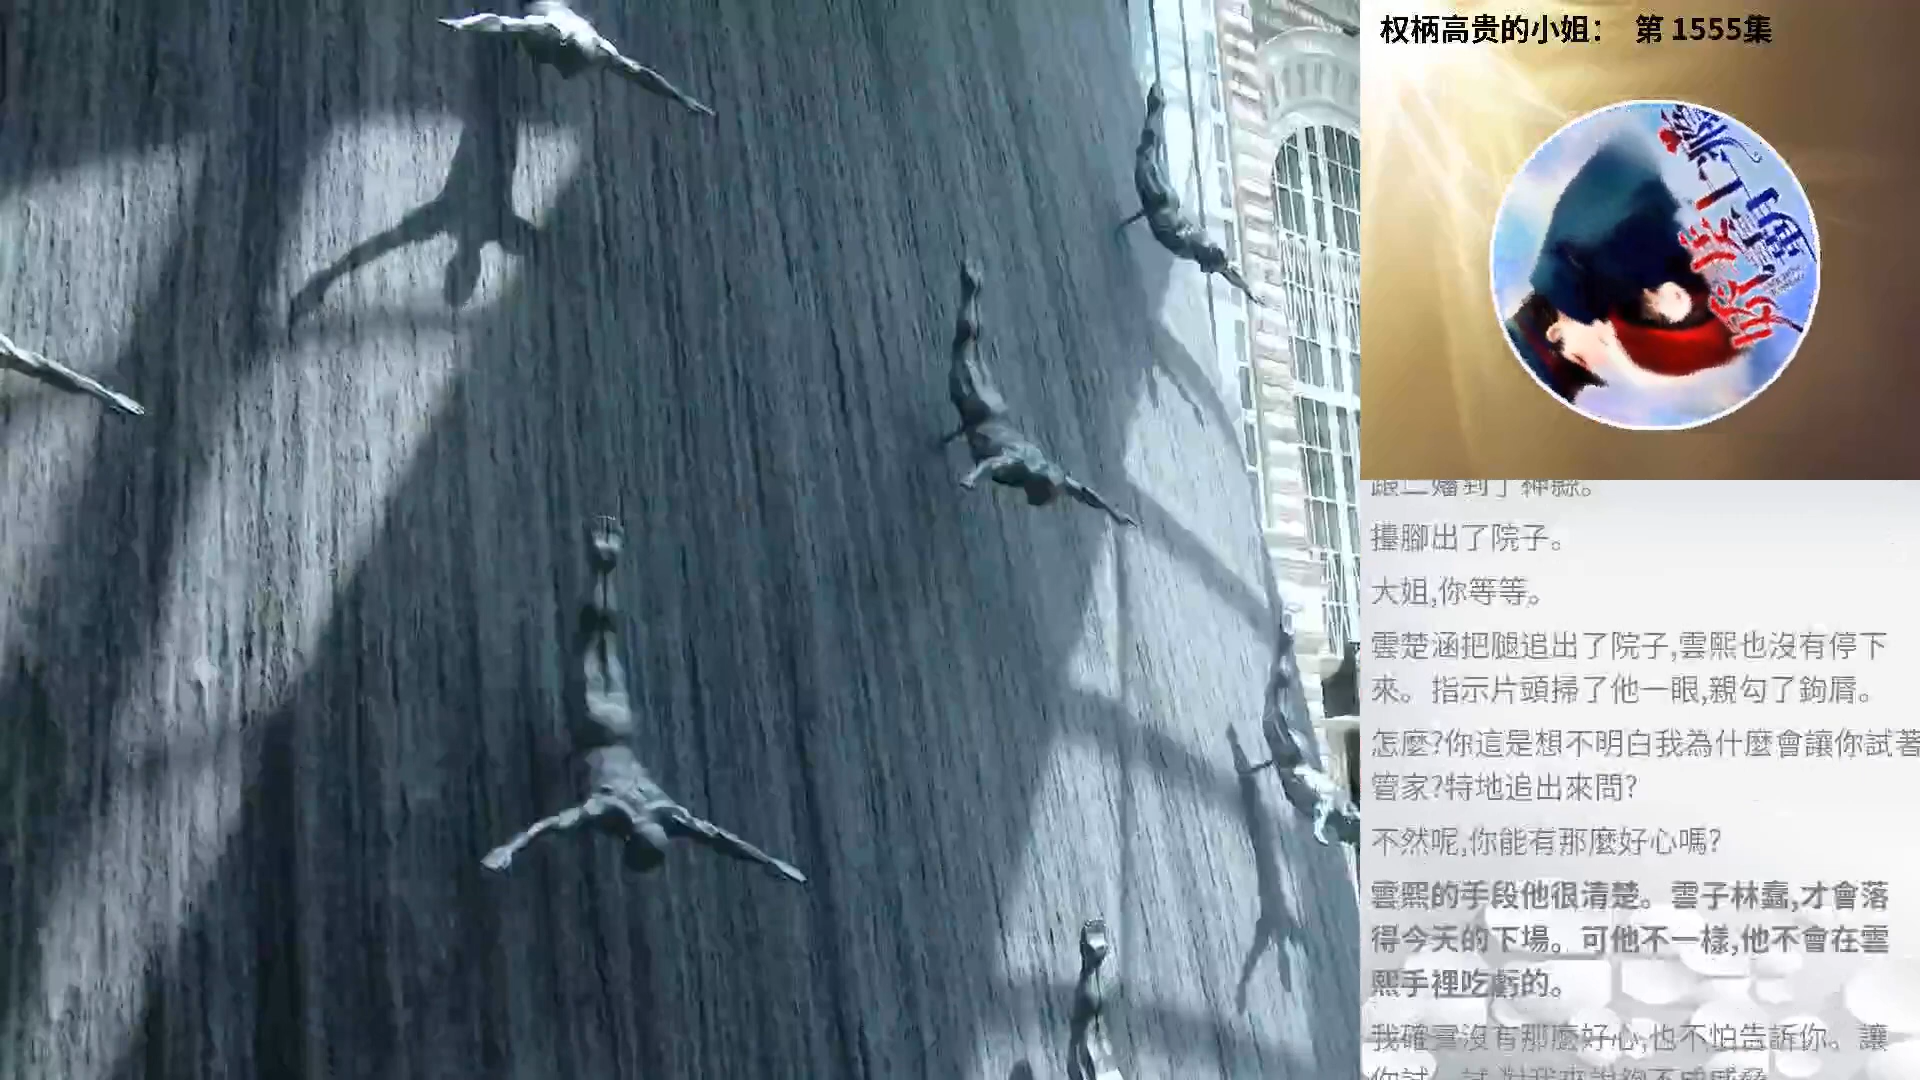 权柄高贵的小姐： 第 1555集
擡腳出了院子。
大姐,你等等。
雲楚涵把腿追出了院子,雲熙也沒有停下
來。 指示片頭掃了他一眼,親勾了鉤唇。
怎麼?你這是想不明白我為什麼會讓你試著
管家?特地追出來問?
不然呢,你能有那麼好心嗎?
雲熙的手段他很清楚。 雲子林蠢,才會落
得今天的下場。 可他不一樣,他不會在雲
熙手裡吃虧的。
我確實沒有那麼好心,也不怕告訴你。 讓